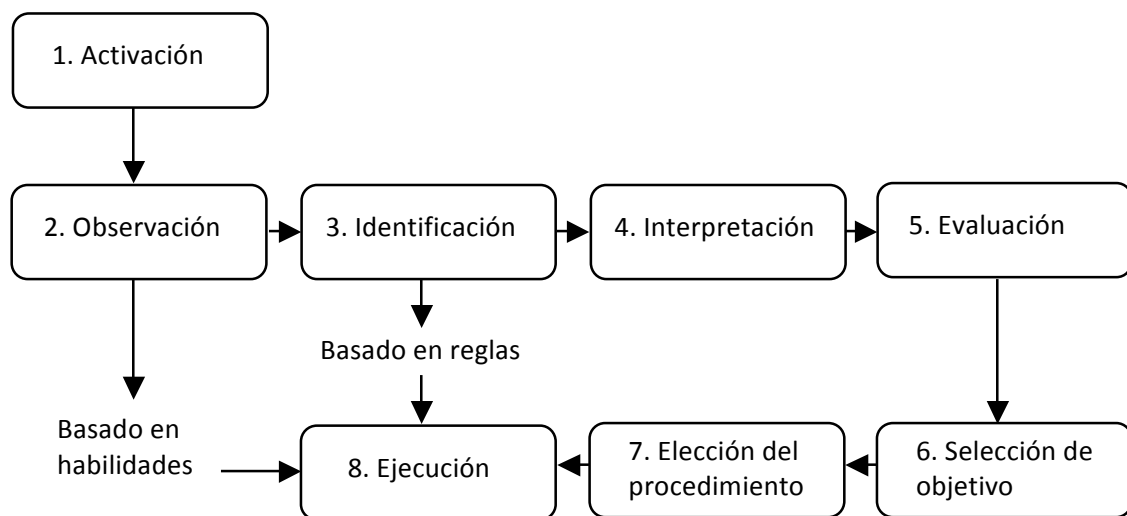 1. Activación
2. Observación
3. Identificación
4. Interpretación
5. Evaluación
Basado en reglas
Basado en
habilidades
8. Ejecución
7. Elección del
procedimiento
6. Selección de
objetivo